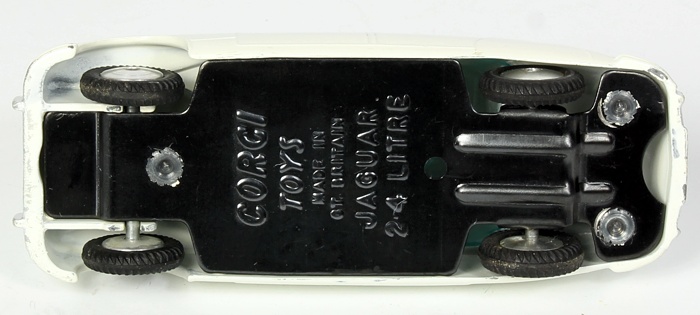 CORGI
TOYS
MADE IN
GT. BRITAIN
JAGUAR.
2·4 LITRE